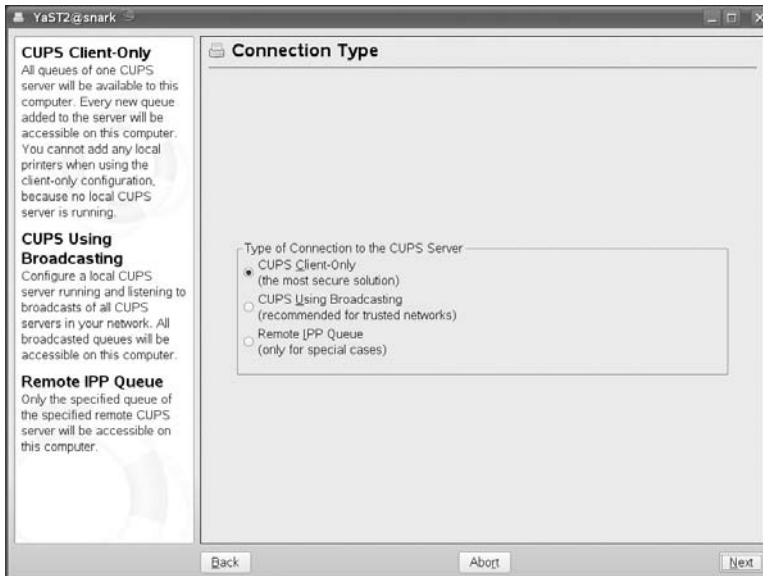 YaST2@snark
CUPS Client-Only
All queues of one CUPS
server will be available to this
computer. Every new queue
added to the server will be
accessible on this computer.
You cannot add any local
printers when using the
client-only configuration,
because no local CUPS
server is running.
CUPS Using
Broadcasting
Configure a local CUPS
server running and listening to
broadcasts of all CUPS
servers in your network. All
broadcasted queues will be
accessible on this computer.
Remote IPP Queue
Only the specified queue of
the specified remote CUPS
server will be accessible on
this computer.
Connection Type
Type of Connection to the CUPS Server
CUPS Client-Only
(the most secure solution)
CUPS Using Broadcasting
(recommended for trusted networks)
Remote IPP Queue
(only for special cases)
Back
Abort
Next